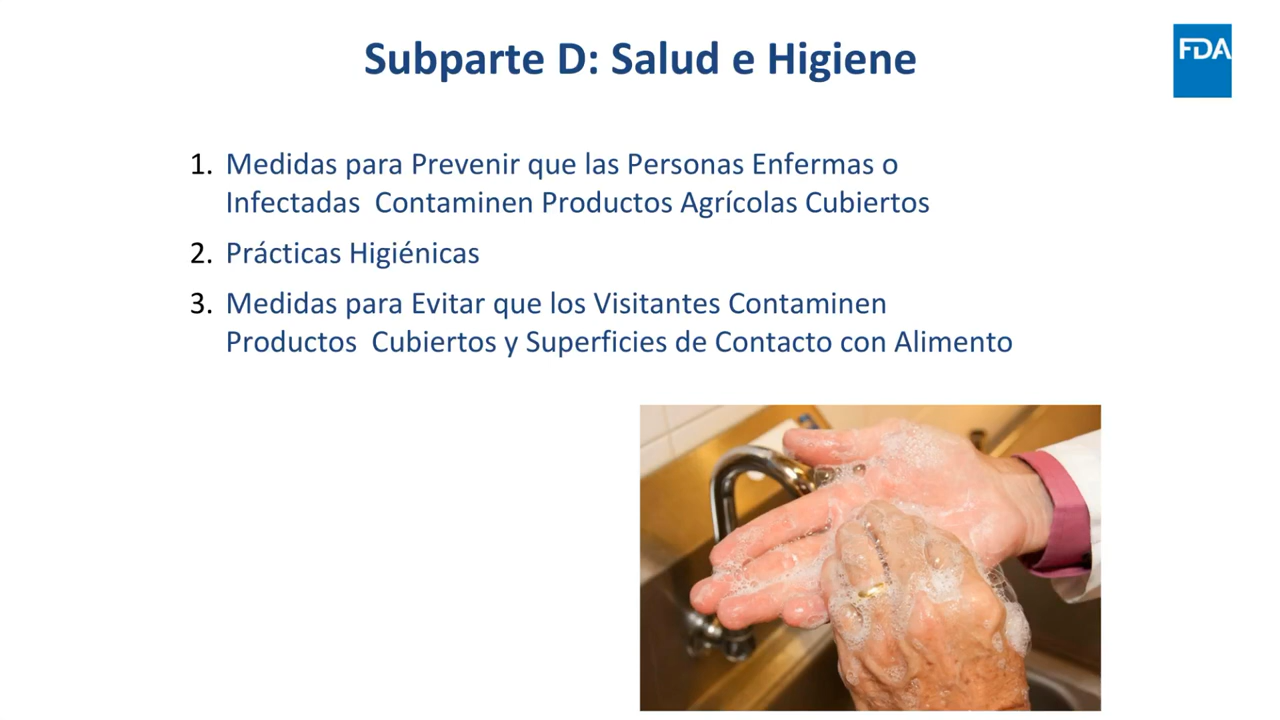 Subparte D: Salud e Higiene
FDA
1. Medidas para Prevenir que las Personas Enfermas o
Infectadas Contaminen Productos Agrícolas Cubiertos
2. Prácticas Higiénicas
3. Medidas para Evitar que los Visitantes Contaminen
Productos Cubiertos y Superficies de Contacto con Alimento